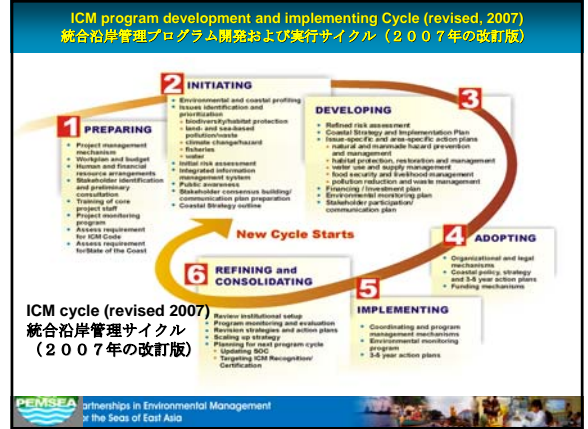 ICM program development and implementing Cycle (revised, 2007)
統合沿岸管理プログラム開発および実行サイクル（２００７年の改訂版）
1 PREPARING
• Project management
mechanism
• Workplan and budget
• Human and financial
resource arrangements
• Stakeholder identification
and preliminary
consultation
• Training of core
project staff
• Project monitoring
program
• Assess requirement
for ICM Code
• Assess requirement
for/State of the Coast
2 INITIATING
• Environmental and coastal profiling
• Issues identification and
prioritization
• biodiversity/habitat protection
• land- and sea-based
pollution/waste
• climate change/hazard
• fisheries
• water
• Initial risk assessment
• Integrated information
management system
• Public awareness
• Stakeholder consensus building/
communication plan preparation
• Coastal Strategy outline
3
DEVELOPING
• Refined risk assessment
• Coastal Strategy and Implementation Plan
• Issue-specific and area-specific action plans
• natural and manmade hazard prevention
and management
• habitat protection, restoration and management
• water use and supply management
• food security and livelihood management
• pollution reduction and waste management
• Financing / Investment plan
• Environmental monitoring plan
• Stakeholder participation/
communication plan
4 ADOPTING
• Organizational and legal
mechanisms
• Coastal policy, strategy
and 3-5 year action plans
• Funding mechanisms
5
IMPLEMENTING
• Coordinating and program
management mechanisms
• Environmental monitoring
program
• 3-5 year action plans
6 REFINING and
CONSOLIDATING
Review institutional setup
• Program monitoring and evaluation
• Revision strategies and action plans
• Scaling up strategy
• Planning for next program cycle
• Updating SOC
• Targeting ICM Recognition/
Certification
New Cycle Starts
ICM cycle (revised 2007)
統合沿岸管理サイクル
（２００７年の改訂版）
PEMSEA
artnerships in Environmental Management
or the Seas of East Asia